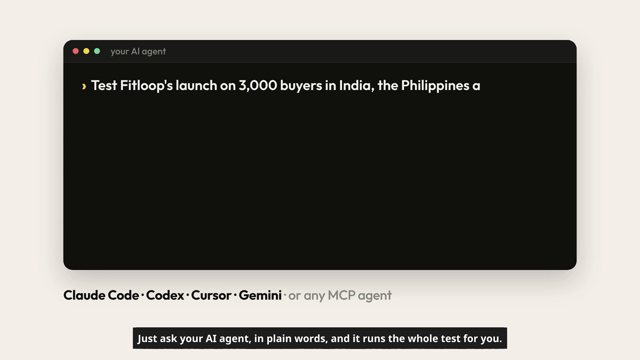 your AI agent
› Test Fitloop's launch on 3,000 buyers in India, the Philippines a
Claude Code · Codex · Cursor · Gemini · or any MCP agent
Just ask your AI agent, in plain words, and it runs the whole test for you.